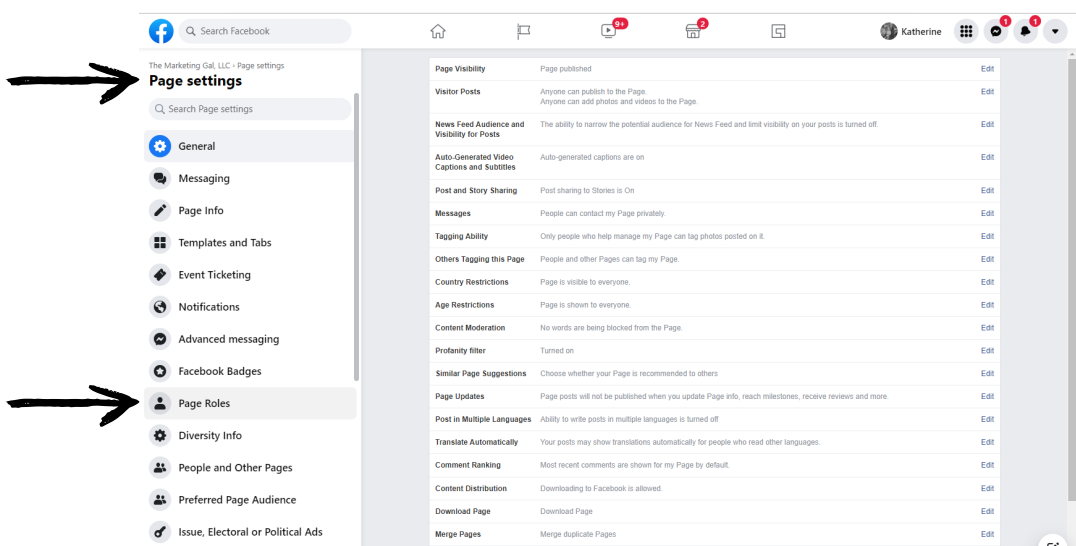 Search Facebook
9+
2
Katherine
1
1
The Marketing Gal, LLC › Page settings
Page settings
Search Page settings
General
Messaging
Page Info
Templates and Tabs
Event Ticketing
Notifications
Advanced messaging
Facebook Badges
Page Roles
Diversity Info
People and Other Pages
Preferred Page Audience
Issue, Electoral or Political Ads
Page Visibility Page published Edit
Visitor Posts Anyone can publish to the Page. Edit
Anyone can add photos and videos to the Page.
News Feed Audience and The ability to narrow the potential audience for News Feed and limit visibility on your posts is turned off. Edit
Visibility for Posts
Auto-Generated Video Auto-generated captions are on Edit
Captions and Subtitles
Post and Story Sharing Post sharing to Stories is On Edit
Messages People can contact my Page privately. Edit
Tagging Ability Only people who help manage my Page can tag photos posted on it. Edit
Others Tagging this Page People and other Pages can tag my Page. Edit
Country Restrictions Page is visible to everyone. Edit
Age Restrictions Page is shown to everyone. Edit
Content Moderation No words are being blocked from the Page. Edit
Profanity filter Turned on Edit
Similar Page Suggestions Choose whether your Page is recommended to others Edit
Page Updates Page posts will not be published when you update Page info, reach milestones, receive reviews and more. Edit
Post in Multiple Languages Ability to write posts in multiple languages is turned off Edit
Translate Automatically Your posts may show translations automatically for people who read other languages. Edit
Comment Ranking Most recent comments are shown for my Page by default. Edit
Content Distribution Downloading to Facebook is allowed. Edit
Download Page Download Page Edit
Merge Pages Merge duplicate Pages Edit